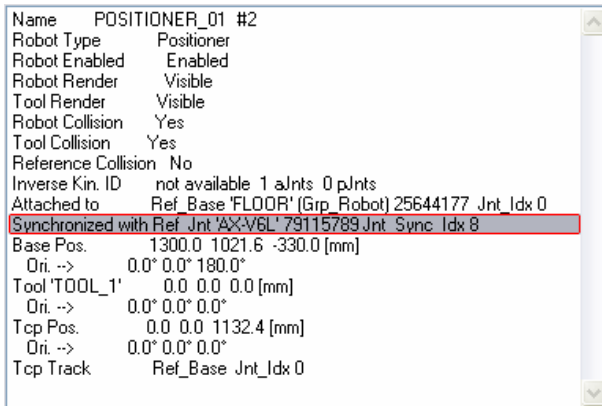 Name POSITIONER_01 #2
Robot Type Positioner
Robot Enabled Enabled
Robot Render Visible
Tool Render Visible
Robot Collision Yes
Tool Collision Yes
Reference Collision No
Inverse Kin. ID not available 1 aJnts 0 pJnts
Attached to Ref_Base 'FLOOR' (Grp_Robot) 25644177 Jnt_Idx 0
Synchronized with Ref_Jnt 'AX-V6L' 79115789 Jnt_Sync_Idx 8
Base Pos. 1300.0 1021.6 -330.0 [mm]
Ori. --> 0.0° 0.0° 180.0°
Tool 'TOOL_1' 0.0 0.0 0.0 [mm]
Ori. --> 0.0° 0.0° 0.0°
Tcp Pos. 0.0 0.0 1132.4 [mm]
Ori. --> 0.0° 0.0° 0.0°
Tcp Track Ref_Base Jnt_Idx 0